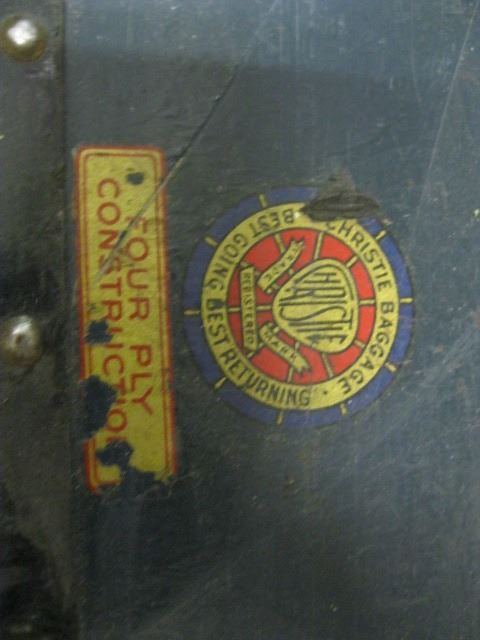 FOUR PLY
CONSTRUCTION
CHRISTIE BAGGAGE
BEST GOING BEST RETURNING
TRADE
MARK
REGISTERED
CHRISTIE